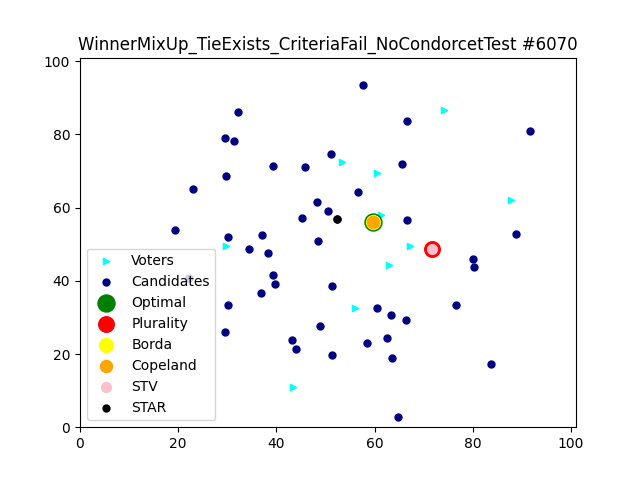 WinnerMixUp_TieExists_CriteriaFail_NoCondorcetTest #6070
100
80
60
40
20
0
Voters
Candidates
Optimal
Plurality
Borda
Copeland
STV
STAR
0 20 40 60 80 100